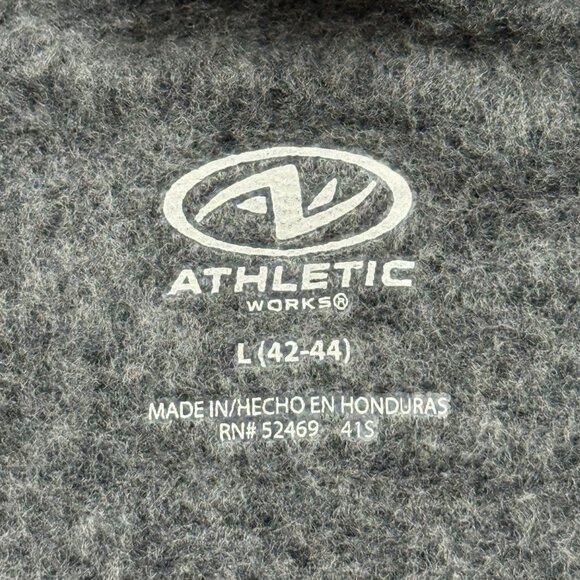 ATHLETIC
WORKS®
L (42-44)
MADE IN/HECHO EN HONDURAS
RN# 52469 41S